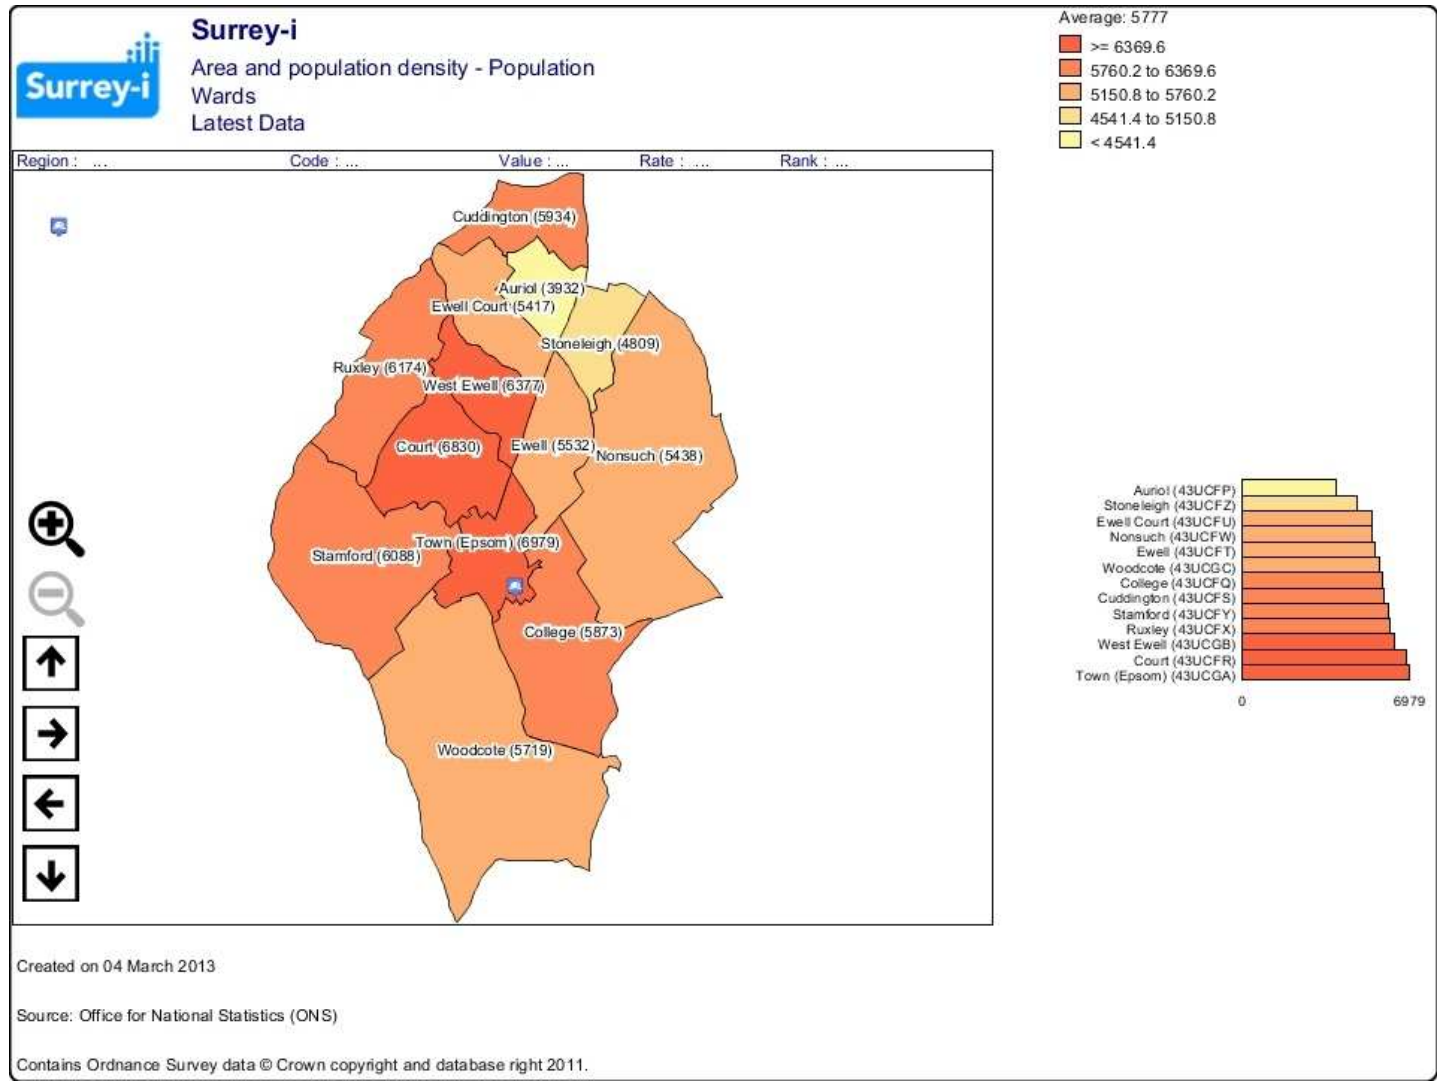 Surrey-i
Surrey-i
Area and population density - Population
Wards
Latest Data
Average: 5777
>= 6369.6
5760.2 to 6369.6
5150.8 to 5760.2
4541.4 to 5150.8
< 4541.4
Region : ... Code : ... Value : ... Rate : ... Rank : ...
Cuddington (5934)
Auriol (3932)
Ewell Court (5417)
Stoneleigh (4809)
Ruxley (6174)
West Ewell (6377)
Court (6830)
Ewell (5532)
Nonsuch (5438)
Town (Epsom) (6979)
Stamford (6088)
College (5873)
Woodcote (5719)
Auriol (43UCFP)
Stoneleigh (43UCFZ)
Ewell Court (43UCFU)
Nonsuch (43UCFW)
Ewell (43UCFT)
Woodcote (43UCGC)
College (43UCFQ)
Cuddington (43UCFS)
Stamford (43UCFY)
Ruxley (43UCFX)
West Ewell (43UCGB)
Court (43UCFR)
Town (Epsom) (43UCGA)
0 6979
Created on 04 March 2013
Source: Office for National Statistics (ONS)
Contains Ordnance Survey data © Crown copyright and database right 2011.